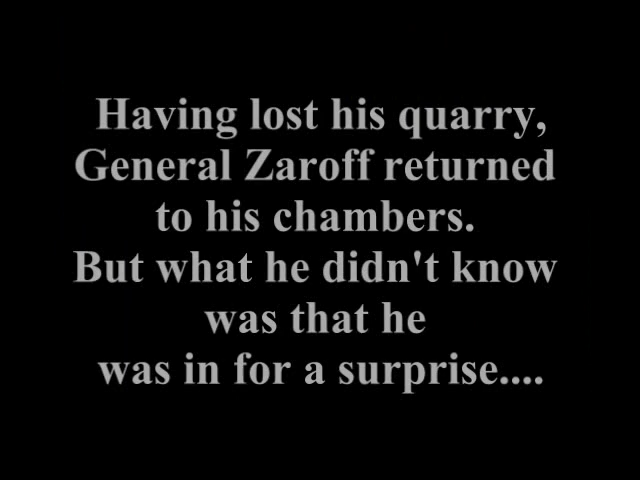 Having lost his quarry,
General Zaroff returned
to his chambers.
But what he didn't know
was that he
was in for a surprise....